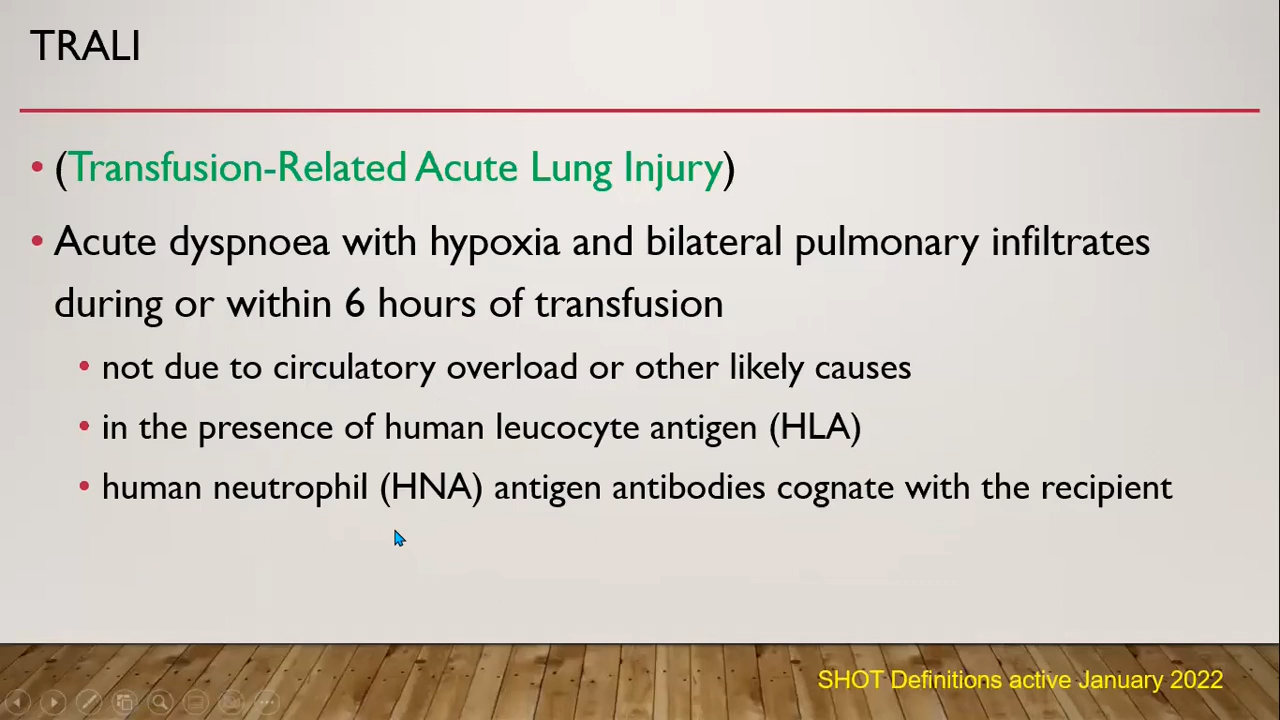 TRALI
• (Transfusion-Related Acute Lung Injury)
• Acute dyspnoea with hypoxia and bilateral pulmonary infiltrates
during or within 6 hours of transfusion
• not due to circulatory overload or other likely causes
• in the presence of human leucocyte antigen (HLA)
• human neutrophil (HNA) antigen antibodies cognate with the recipient
SHOT Definitions active January 2022